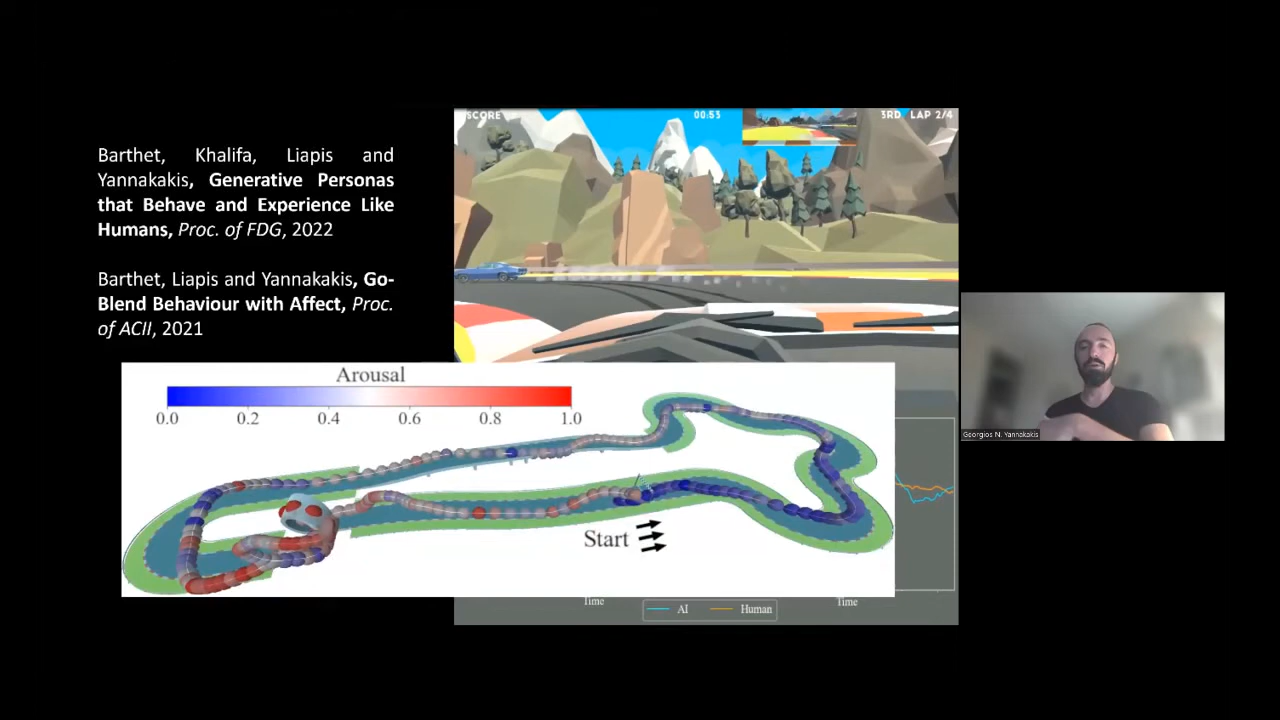 Barthet, Khalifa, Liapis and
Yannakakis, Generative Personas
that Behave and Experience Like
Humans, Proc. of FDG, 2022
Barthet, Liapis and Yannakakis, Go-
Blend Behaviour with Affect, Proc.
of ACII, 2021
SCORE
00:53
3RD LAP 2/4
Arousal
0.0 0.2 0.4 0.6 0.8 1.0
Start
Time Time
AI Human
Georgios N. Yannakakis